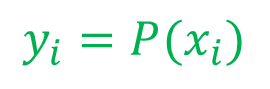 yᵢ = P(xᵢ)